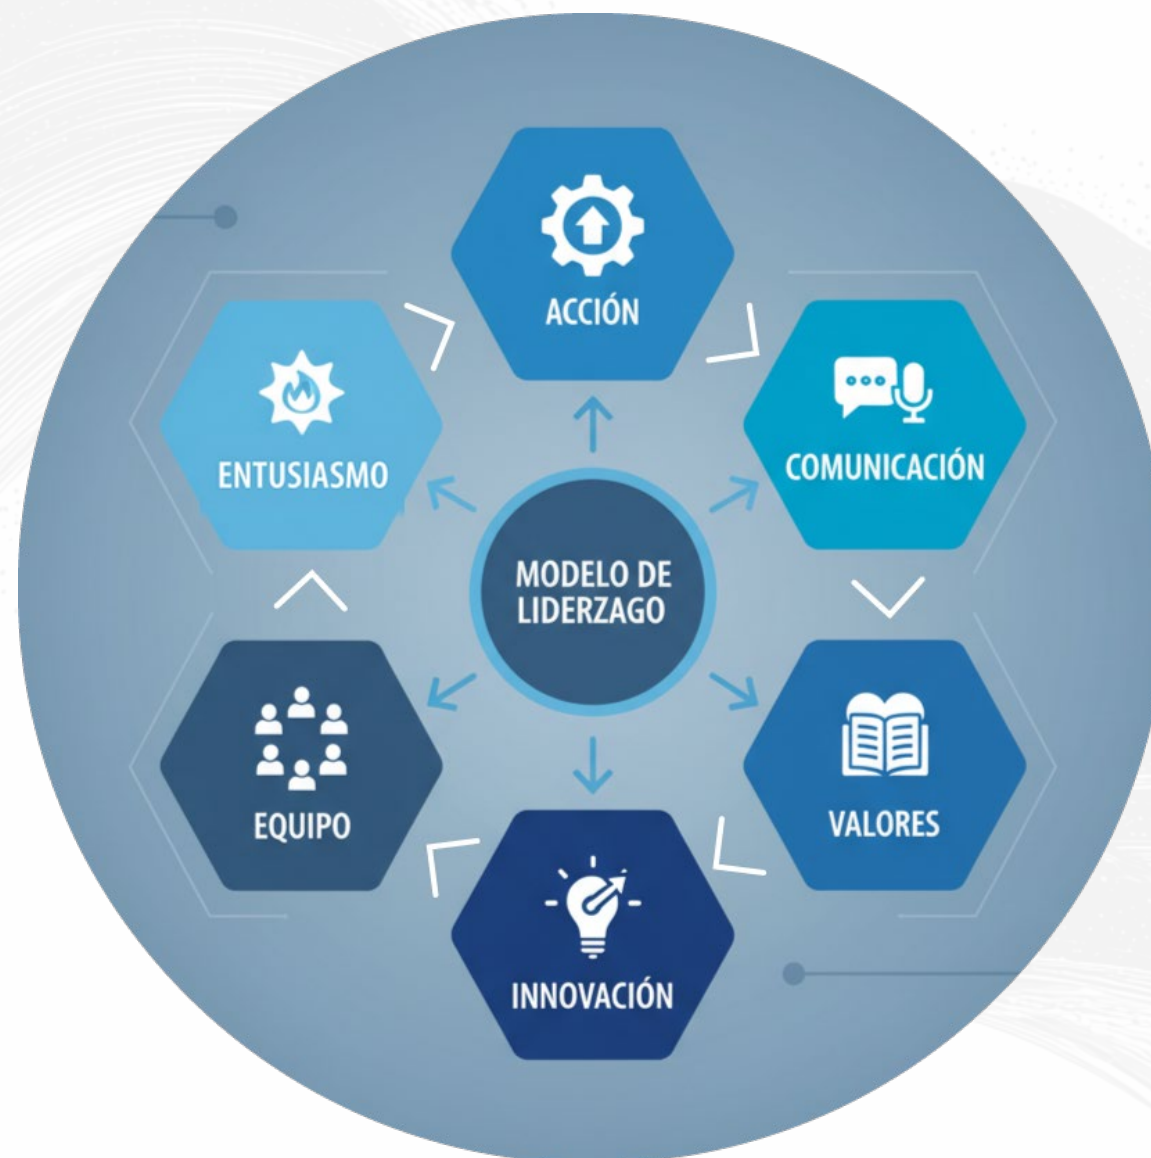 ACCIÓN
COMUNICACIÓN
ENTUSIASMO
MODELO DE
LIDERZAGO
EQUIPO
VALORES
INNOVACIÓN